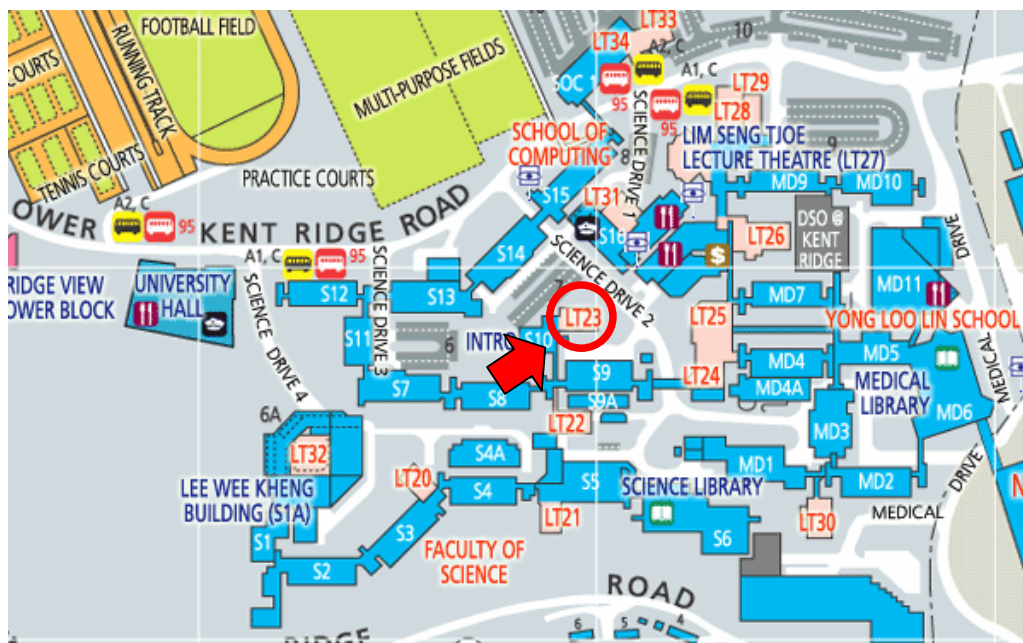 FOOTBALL FIELD
COURTS
RUNNING-TRACK
TENNIS COURTS
MULTI-PURPOSE FIELDS
PRACTICE COURTS
10
LT33
LT34
A2, C
SOC 1
95
A1, C
95
LT29
LT28
SCHOOL OF
COMPUTING
SCIENCE DRIVE 1
8
LIM SENG TJOE
LECTURE THEATRE (LT27)
9
MD9
MD10
A2, C
95
OWER KENT RIDGE ROAD
S15
LT31
S16
LT26
DSO @
KENT
RIDGE
DRIVE
A1, C
95
S14
SCIENCE DRIVE 2
$
RIDGE VIEW
OWER BLOCK
UNIVERSITY
HALL
SCIENCE DRIVE 4
S12
SCIENCE DRIVE 3
S13
MD7
MD11
LT23
LT25
YONG LOO LIN SCHOOL
S11
6
INTRO
S10
MD4
MD5
S7
S8
S9
S9A
LT24
MD4A
MEDICAL
LIBRARY
MEDICAL
MD6
6A
LT22
MD3
LT32
S4A
LT20
S4
S5
MD1
MD2
LEE WEE KHENG
BUILDING (S1A)
SCIENCE LIBRARY
DRIVE
LT21
LT30
MEDICAL
S1
S3
S6
S2
FACULTY OF
SCIENCE
ROAD
6
5
4
RIDGE